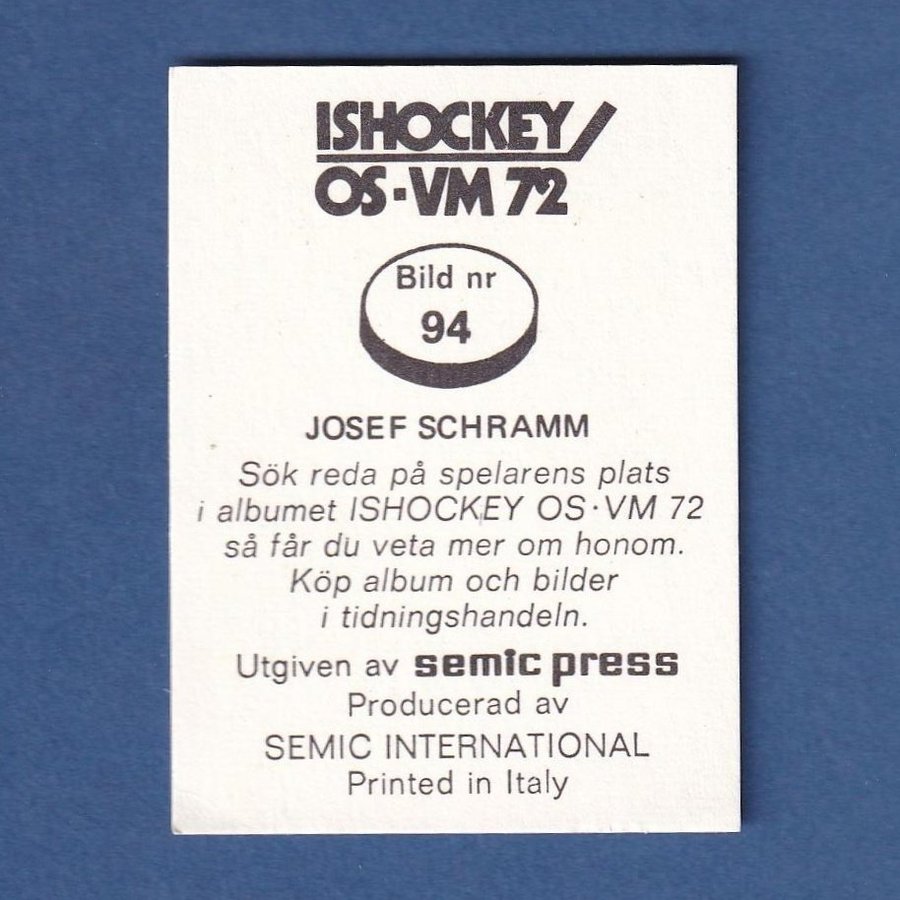 ISHOCKEY
OS·VM 72
Bild nr
94
JOSEF SCHRAMM
Sök reda på spelarens plats
i albumet ISHOCKEY OS·VM 72
så får du veta mer om honom.
Köp album och bilder
i tidningshandeln.
Utgiven av semic press
Producerad av
SEMIC INTERNATIONAL
Printed in Italy